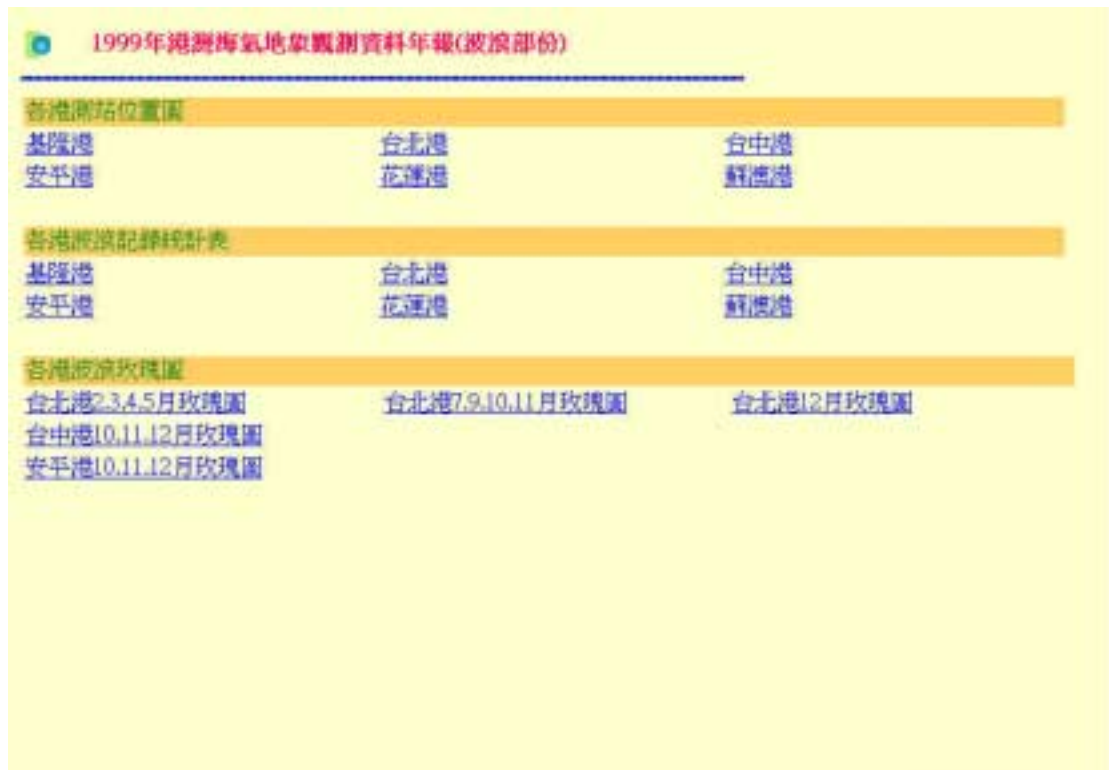 1999年港灣海氣地象觀測資料年報(波浪部份)
各港測站位置圖
基隆港 台北港 台中港
安平港 花蓮港 蘇澳港
各港波浪記錄統計表
基隆港 台北港 台中港
安平港 花蓮港 蘇澳港
各港波浪玫瑰圖
台北港2.3.4.5月玫瑰圖 台北港7.9.10.11月玫瑰圖 台北港12月玫瑰圖
台中港10.11.12月玫瑰圖
安平港10.11.12月玫瑰圖